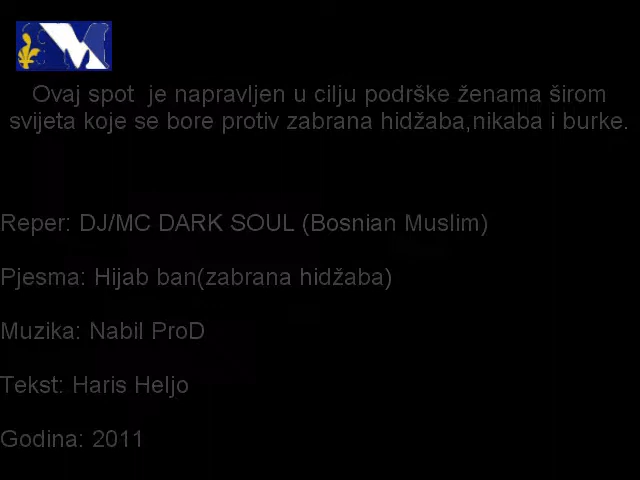 M
Ovaj spot je napravljen u cilju podrške ženama širom
svijeta koje se bore protiv zabrana hidžaba,nikaba i burke.
Reper: DJ/MC DARK SOUL (Bosnian Muslim)
Pjesma: Hijab ban(zabrana hidžaba)
Muzika: Nabil ProD
Tekst: Haris Heljo
Godina: 2011